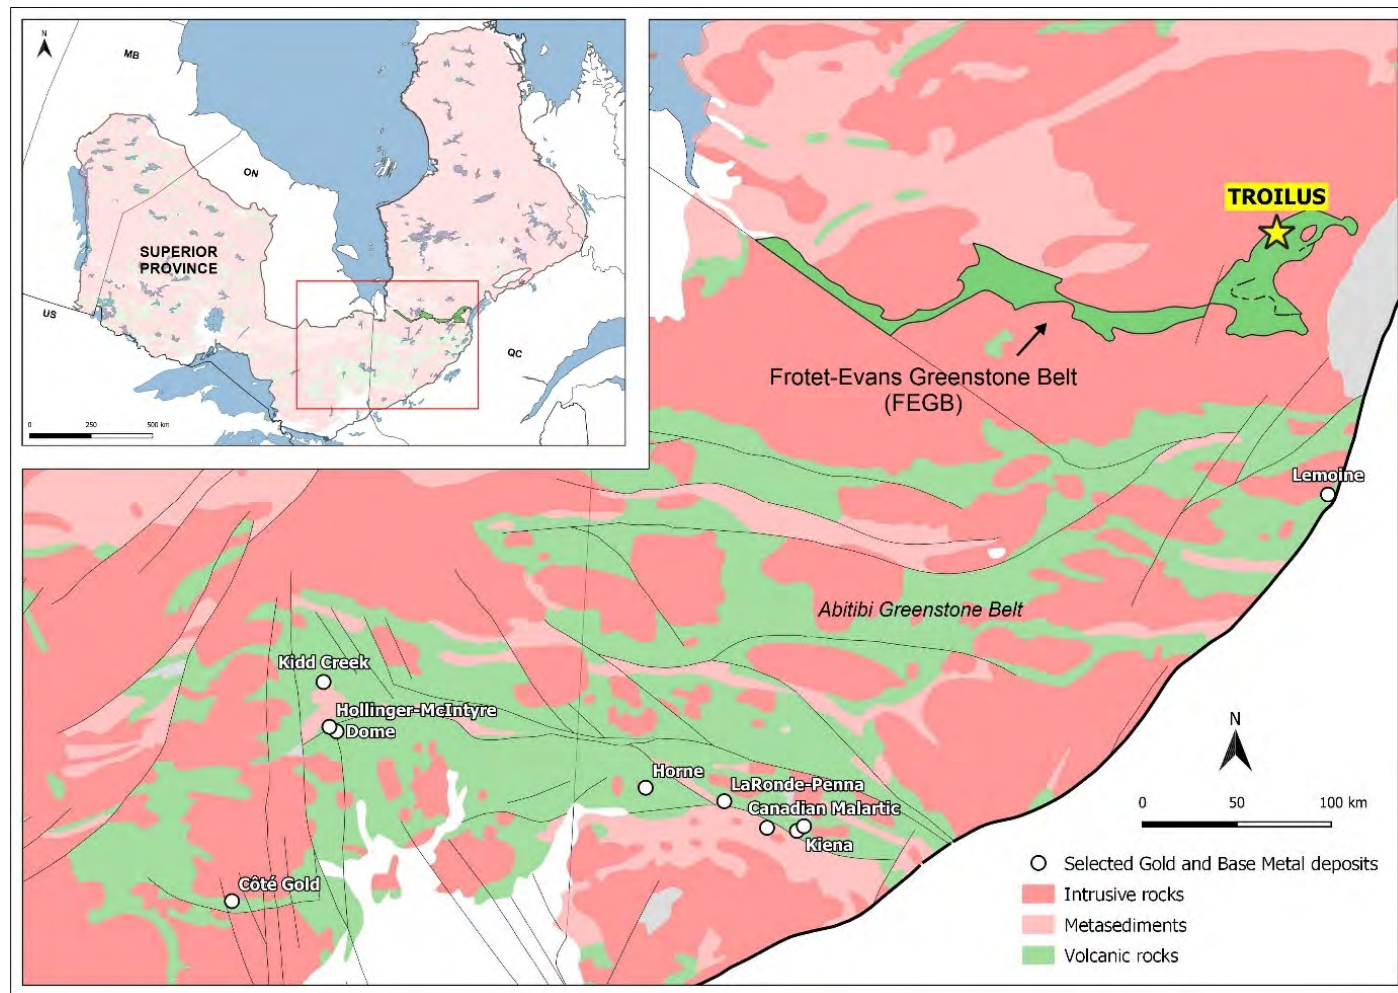 N
MB
ON
SUPERIOR
PROVINCE
US
QC
0 250 500 km
TROILUS
Frotet-Evans Greenstone Belt
(FEGB)
Lemoine
Abitibi Greenstone Belt
Kidd Creek
Hollinger-McIntyre
Dome
Horne
LaRonde-Penna
Canadian Malartic
Kiena
Côté Gold
N
0 50 100 km
Selected Gold and Base Metal deposits
Intrusive rocks
Metasediments
Volcanic rocks